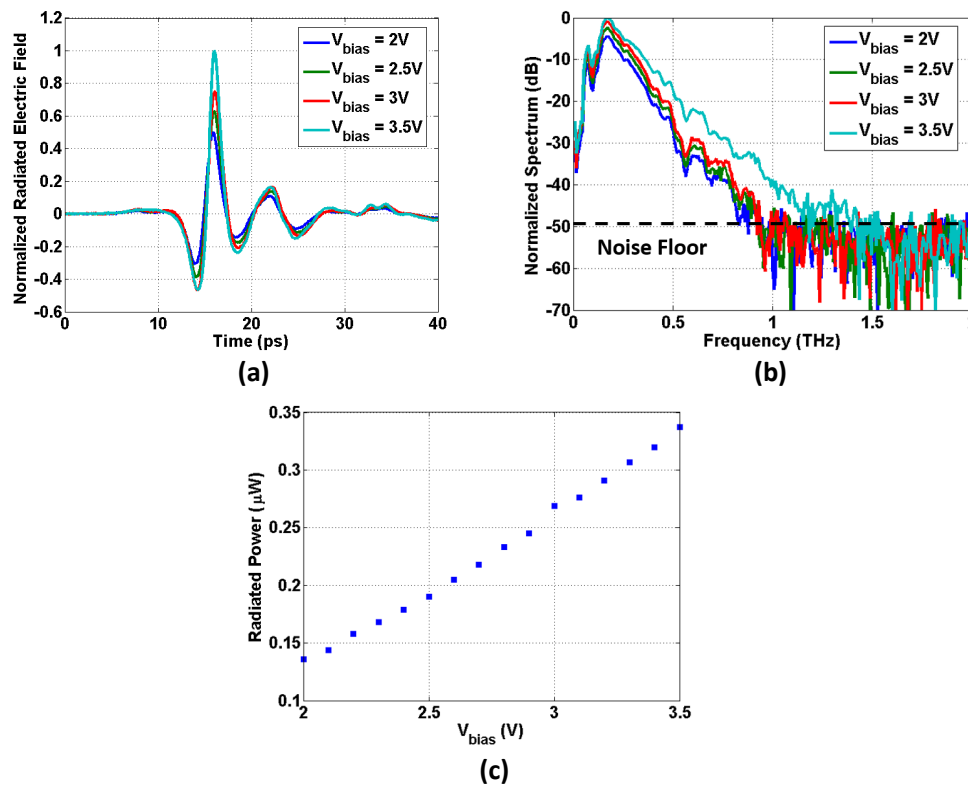 Normalized Radiated Electric Field
1.2
1
0.8
0.6
0.4
0.2
0
-0.2
-0.4
-0.6
0
10
20
30
40
Time (ps)
V_bias = 2V
V_bias = 2.5V
V_bias = 3V
V_bias = 3.5V
(a)
Normalized Spectrum (dB)
0
-10
-20
-30
-40
-50
-60
-70
0
0.5
1
1.5
Frequency (THz)
V_bias = 2V
V_bias = 2.5V
V_bias = 3V
V_bias = 3.5V
Noise Floor
(b)
Radiated Power (μW)
0.35
0.3
0.25
0.2
0.15
0.1
2
2.5
3
3.5
V_bias (V)
(c)